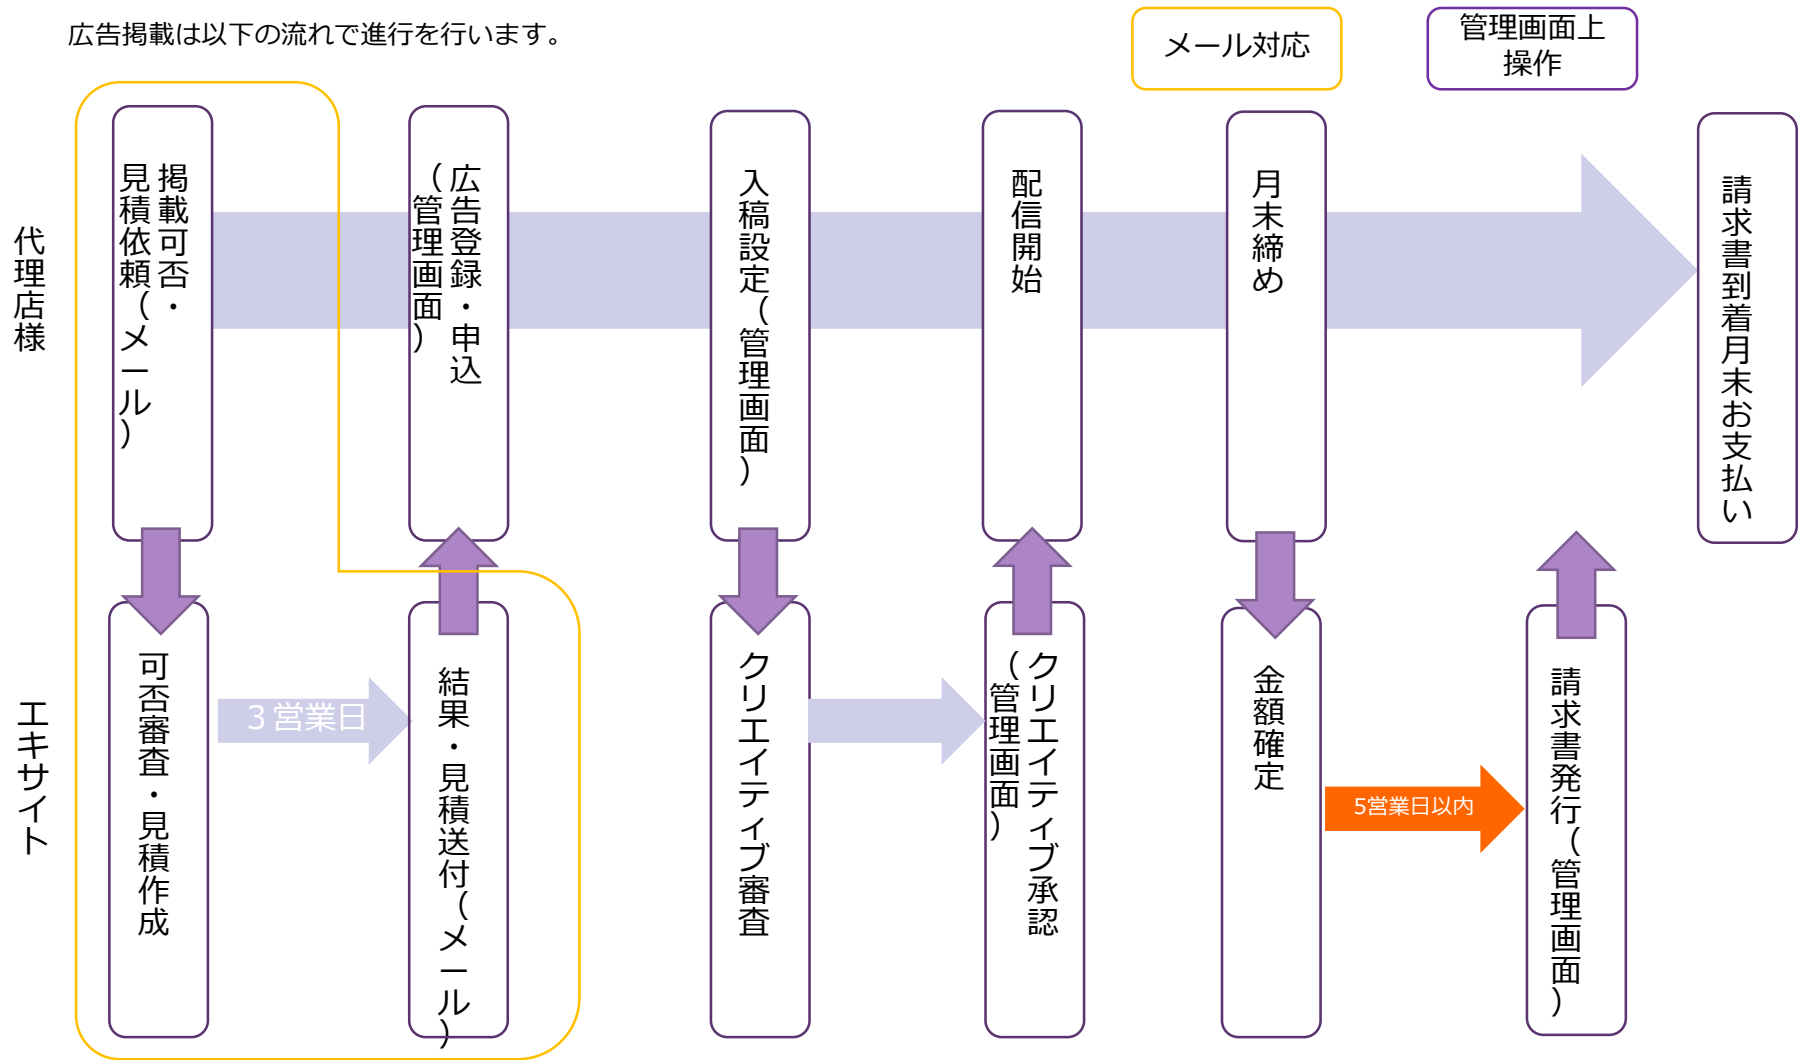 広告掲載は以下の流れで進行を行います。
メール対応
管理画面上
操作
代理店様
掲載可否・
見積依頼（メール）
広告登録・申込
（管理画面）
入稿設定（管理画面）
配信開始
月末締め
請求書到着月末お支払い
エキサイト
可否審査・見積作成
３営業日
結果・見積送付（メール）
クリエイティブ審査
クリエイティブ承認
（管理画面）
金額確定
5営業日以内
請求書発行（管理画面）